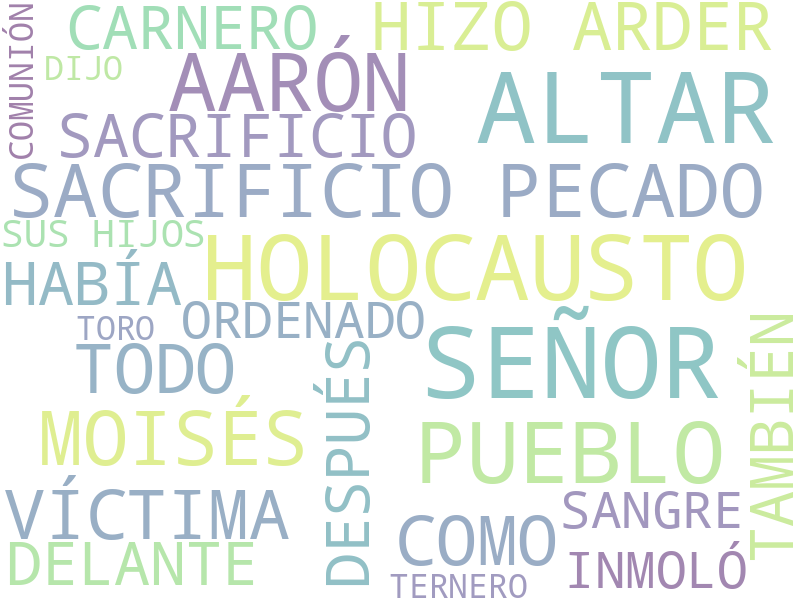 COMUNIÓN
CARNERO
HIZO ARDER
DIJO
AARÓN
ALTAR
SACRIFICIO
SACRIFICIO PECADO
SUS HIJOS
HOLOCAUSTO
HABÍA
ORDENADO
TORO
TODO
SEÑOR
TAMBIÉN
DESPUÉS
MOISÉS
PUEBLO
VÍCTIMA
SANGRE
COMO
DELANTE
INMOLÓ
TERNERO